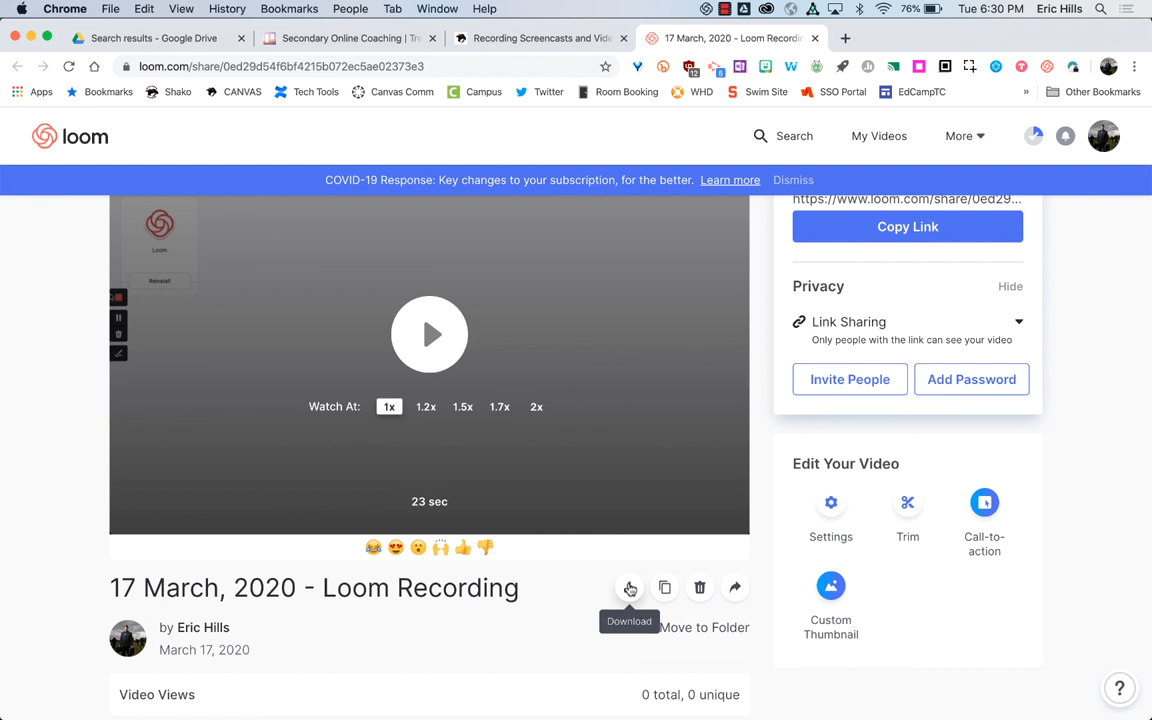 Chrome File Edit View History Bookmarks People Tab Window Help 76% Tue 6:30 PM Eric Hills
Search results - Google Drive Secondary Online Coaching | Tr Recording Screencasts and Vide 17 March, 2020 - Loom Recordin
loom.com/share/0ed29d54f6bf4215b072ec5ae02373e3 12 5
Apps Bookmarks Shako CANVAS Tech Tools Canvas Comm Campus Twitter Room Booking WHD Swim Site SSO Portal EdCampTC » Other Bookmarks
loom Search My Videos More
COVID-19 Response: Key changes to your subscription, for the better. Learn more Dismiss
https://www.loom.com/share/0ed29...
Copy Link
Loom
Reinstall
Privacy Hide
Link Sharing
Only people with the link can see your video
Invite People Add Password
Watch At: 1x 1.2x 1.5x 1.7x 2x
23 sec
Edit Your Video
Settings Trim Call-to-
action
Custom
Thumbnail
17 March, 2020 - Loom Recording
Download
Move to Folder
by Eric Hills
March 17, 2020
Video Views 0 total, 0 unique
?